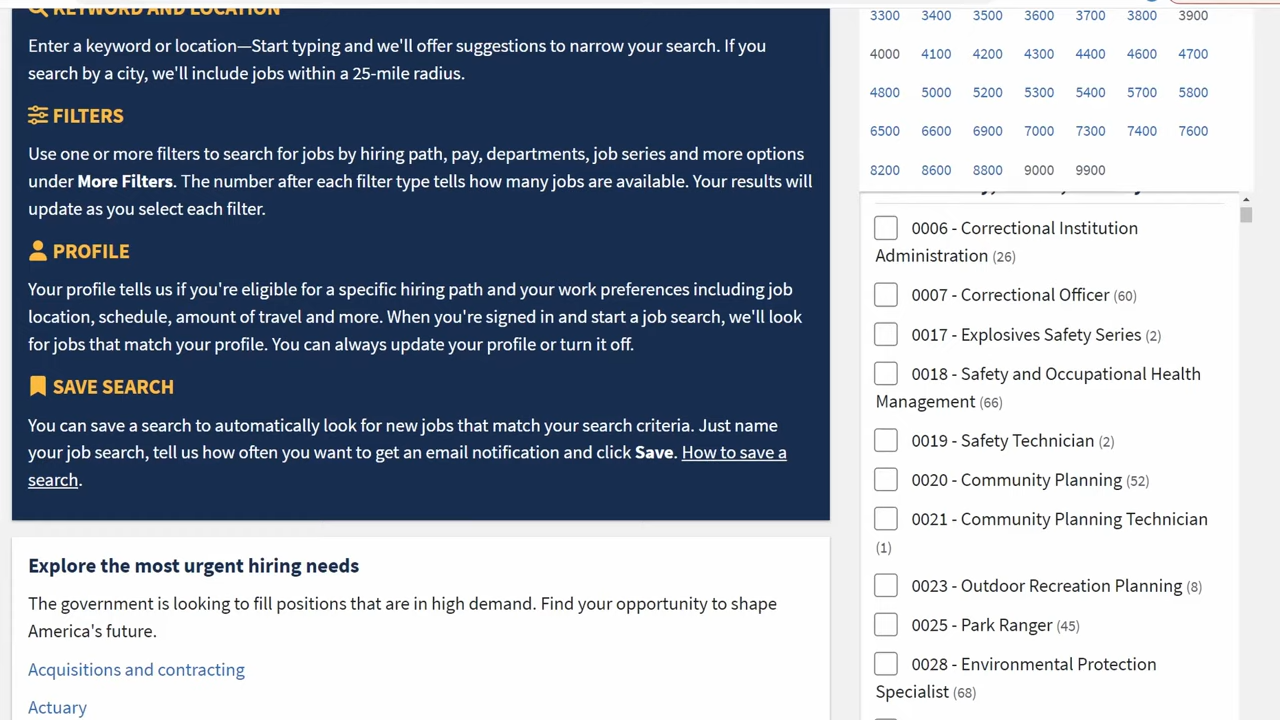 KEYWORD AND LOCATION
Enter a keyword or location—Start typing and we'll offer suggestions to narrow your search. If you
search by a city, we'll include jobs within a 25-mile radius.
FILTERS
Use one or more filters to search for jobs by hiring path, pay, departments, job series and more options
under More Filters. The number after each filter type tells how many jobs are available. Your results will
update as you select each filter.
PROFILE
Your profile tells us if you're eligible for a specific hiring path and your work preferences including job
location, schedule, amount of travel and more. When you're signed in and start a job search, we'll look
for jobs that match your profile. You can always update your profile or turn it off.
SAVE SEARCH
You can save a search to automatically look for new jobs that match your search criteria. Just name
your job search, tell us how often you want to get an email notification and click Save. How to save a
search.
Explore the most urgent hiring needs
The government is looking to fill positions that are in high demand. Find your opportunity to shape
America's future.
Acquisitions and contracting
Actuary
3300 3400 3500 3600 3700 3800 3900
4000 4100 4200 4300 4400 4600 4700
4800 5000 5200 5300 5400 5700 5800
6500 6600 6900 7000 7300 7400 7600
8200 8600 8800 9000 9900
0006 - Correctional Institution
Administration (26)
0007 - Correctional Officer (60)
0017 - Explosives Safety Series (2)
0018 - Safety and Occupational Health
Management (66)
0019 - Safety Technician (2)
0020 - Community Planning (52)
0021 - Community Planning Technician
(1)
0023 - Outdoor Recreation Planning (8)
0025 - Park Ranger (45)
0028 - Environmental Protection
Specialist (68)